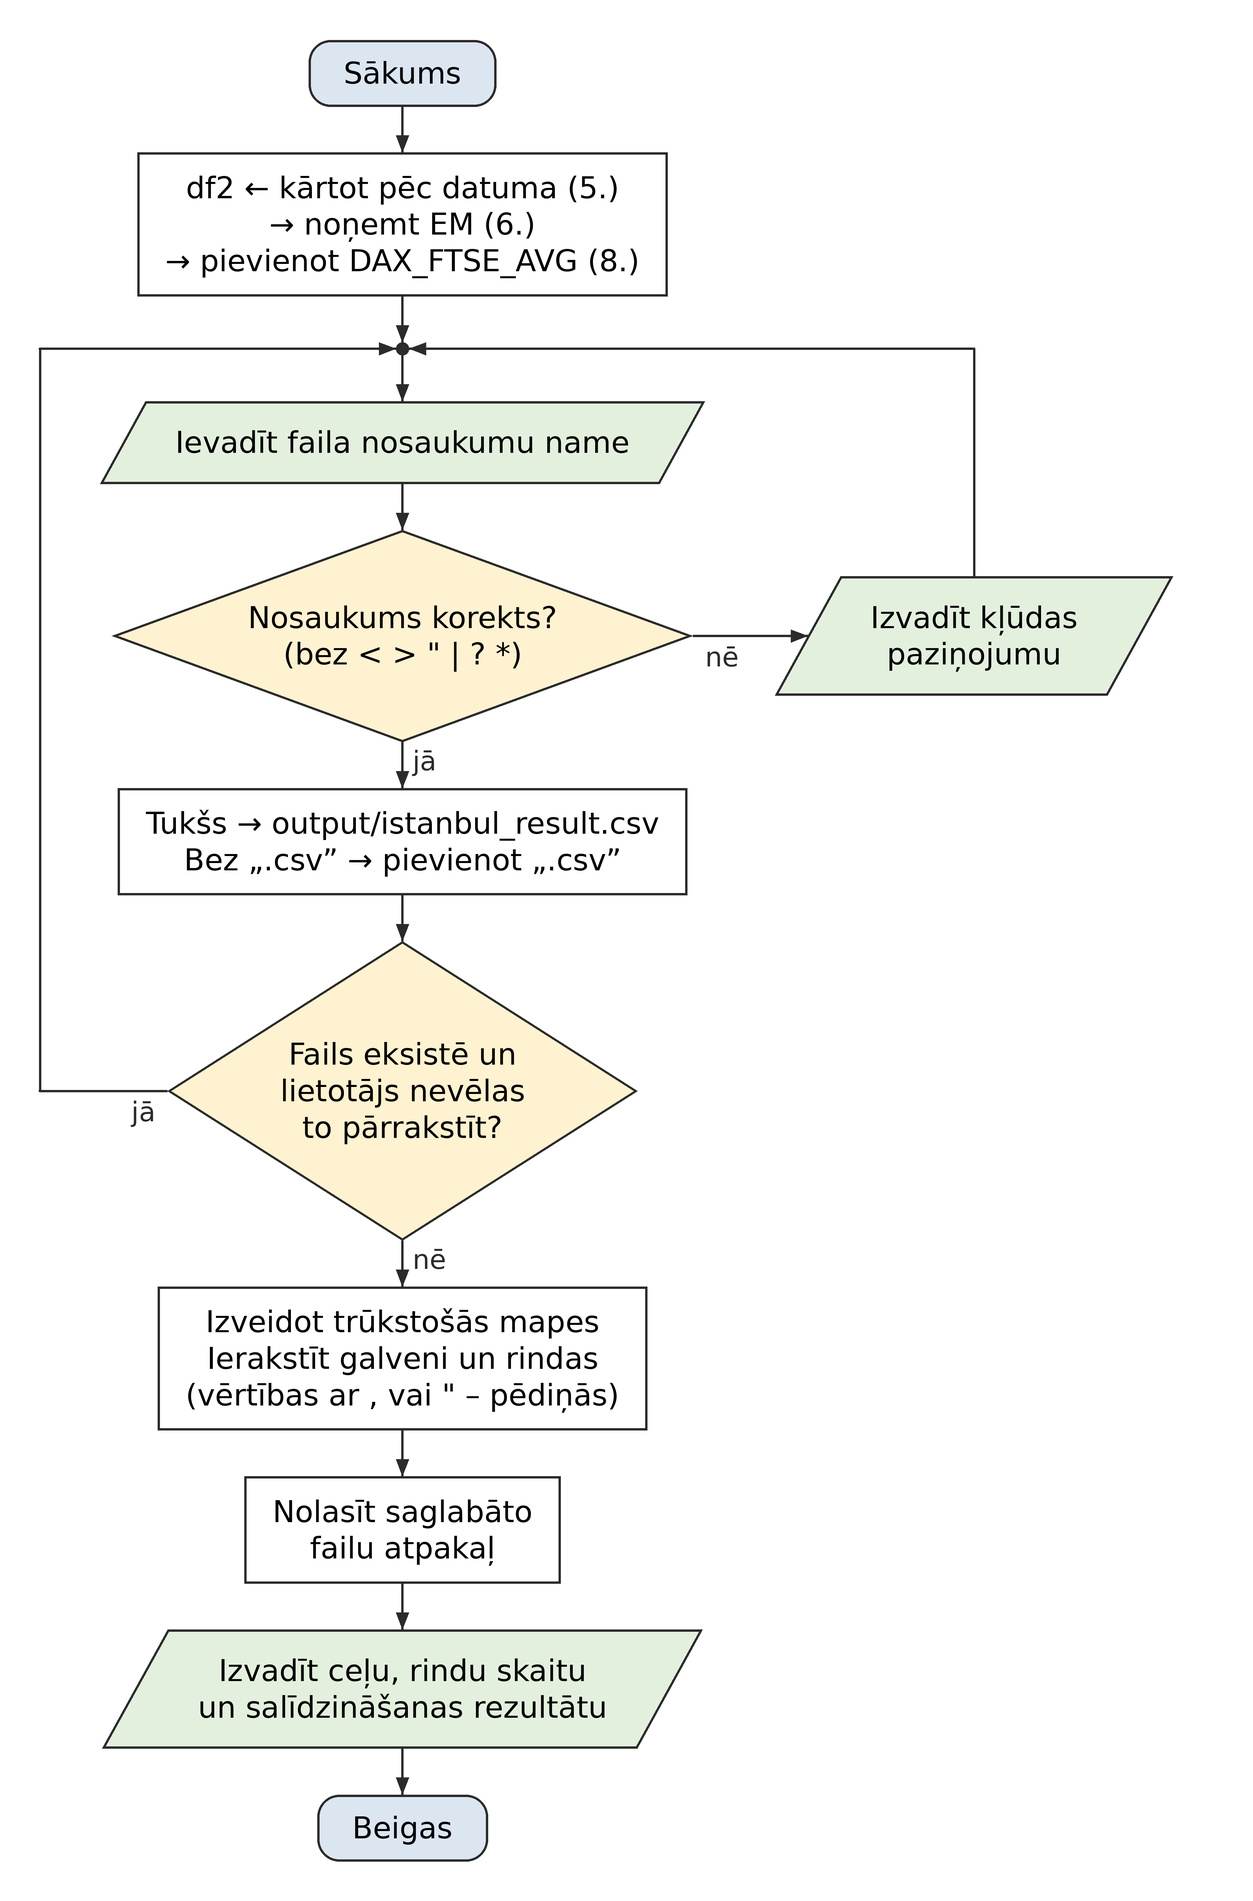 Sākums
df2 ← kārtot pēc datuma (5.)
→ noņemt EM (6.)
→ pievienot DAX_FTSE_AVG (8.)
Ievadīt faila nosaukumu name
Nosaukums korekts?
(bez < > " | ? *)
nē
Izvadīt kļūdas
paziņojumu
jā
Tukšs → output/istanbul_result.csv
Bez „.csv” → pievienot „.csv”
Fails eksistē un
lietotājs nevēlas
to pārrakstīt?
jā
nē
Izveidot trūkstošās mapes
Ierakstīt galveni un rindas
(vērtības ar , vai " – pēdiņās)
Nolasīt saglabāto
failu atpakaļ
Izvadīt ceļu, rindu skaitu
un salīdzināšanas rezultātu
Beigas